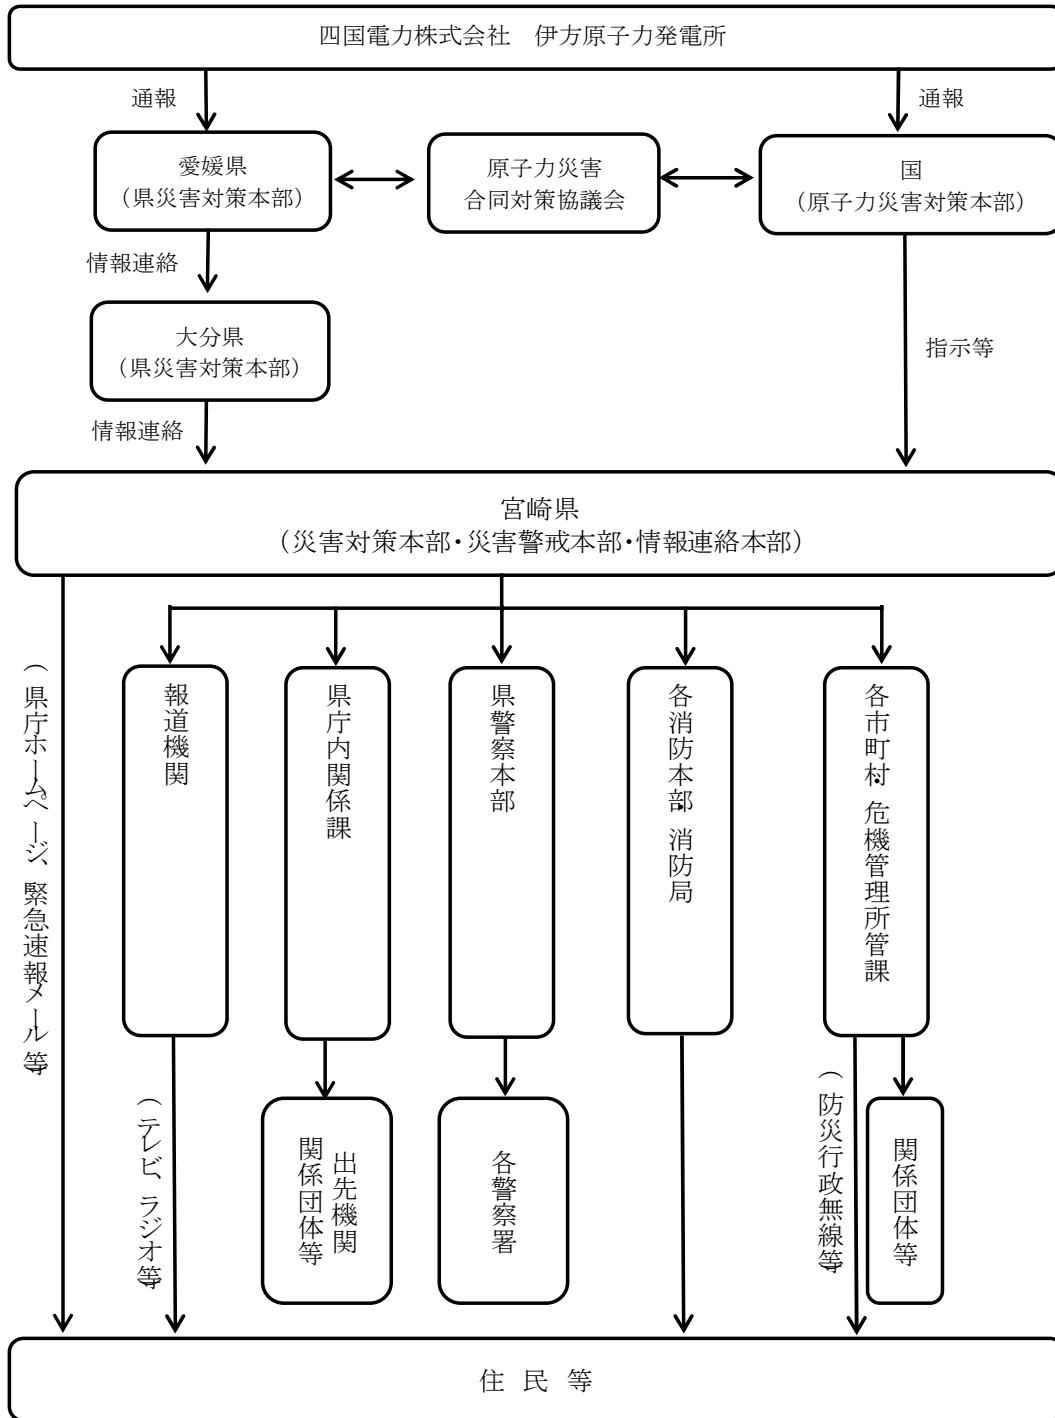 四国電力株式会社　伊方原子力発電所
通報
通報
愛媛県
（県災害対策本部）
原子力災害
合同対策協議会
国
（原子力災害対策本部）
情報連絡
大分県
（県災害対策本部）
指示等
情報連絡
宮崎県
（災害対策本部・災害警戒本部・情報連絡本部）
（県庁ホームページ、緊急速報メール等）
報道機関
県庁内関係課
県警察本部
各消防本部・消防局
各市町村・危機管理所管課
（テレビ、ラジオ等）
出先機関
関係団体等
各警察署
（防災行政無線等）
関係団体等
住民等